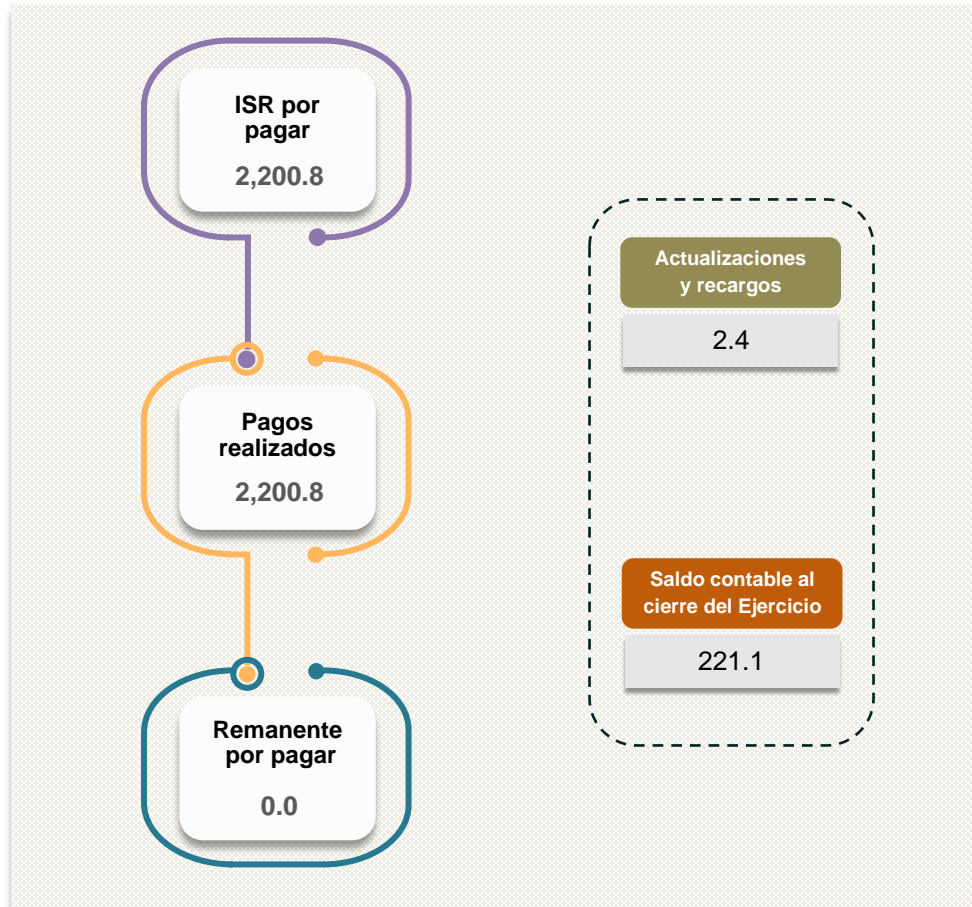 ISR por
pagar
2,200.8
Pagos
realizados
2,200.8
Remanente
por pagar
0.0
Actualizaciones
y recargos
2.4
Saldo contable al
cierre del Ejercicio
221.1